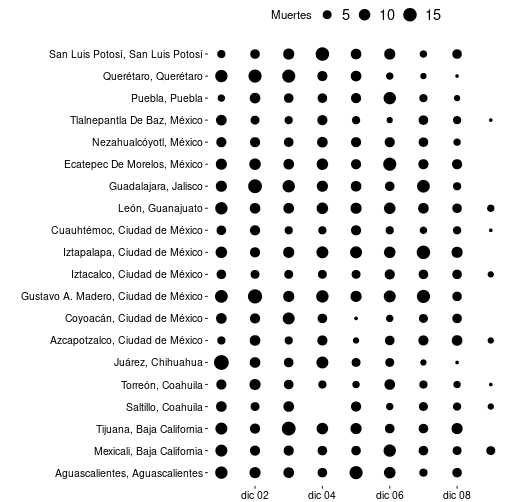 Muertes 5 10 15
San Luis Potosí, San Luis Potosí
Querétaro, Querétaro
Puebla, Puebla
Tlalnepantla De Baz, México
Nezahualcóyotl, México
Ecatepec De Morelos, México
Guadalajara, Jalisco
León, Guanajuato
Cuauhtémoc, Ciudad de México
Iztapalapa, Ciudad de México
Iztacalco, Ciudad de México
Gustavo A. Madero, Ciudad de México
Coyoacán, Ciudad de México
Azcapotzalco, Ciudad de México
Juárez, Chihuahua
Torreón, Coahuila
Saltillo, Coahuila
Tijuana, Baja California
Mexicali, Baja California
Aguascalientes, Aguascalientes
dic 02 dic 04 dic 06 dic 08